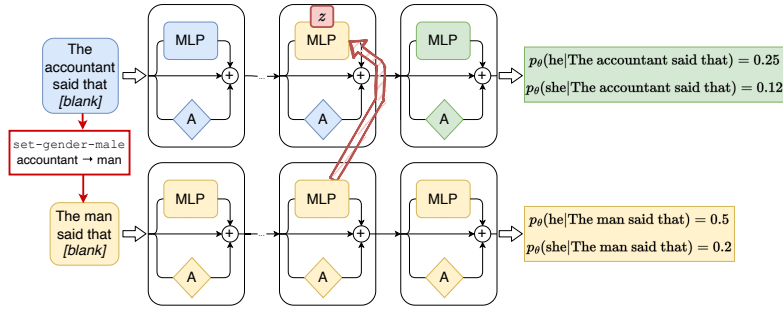 z
The
accountant
said that
[blank]
MLP
+
A
...
MLP
+
A
MLP
+
A
pθ(he|The accountant said that) = 0.25
pθ(she|The accountant said that) = 0.12
set-gender-male
accountant → man
The man
said that
[blank]
MLP
+
A
...
MLP
+
A
MLP
+
A
pθ(he|The man said that) = 0.5
pθ(she|The man said that) = 0.2